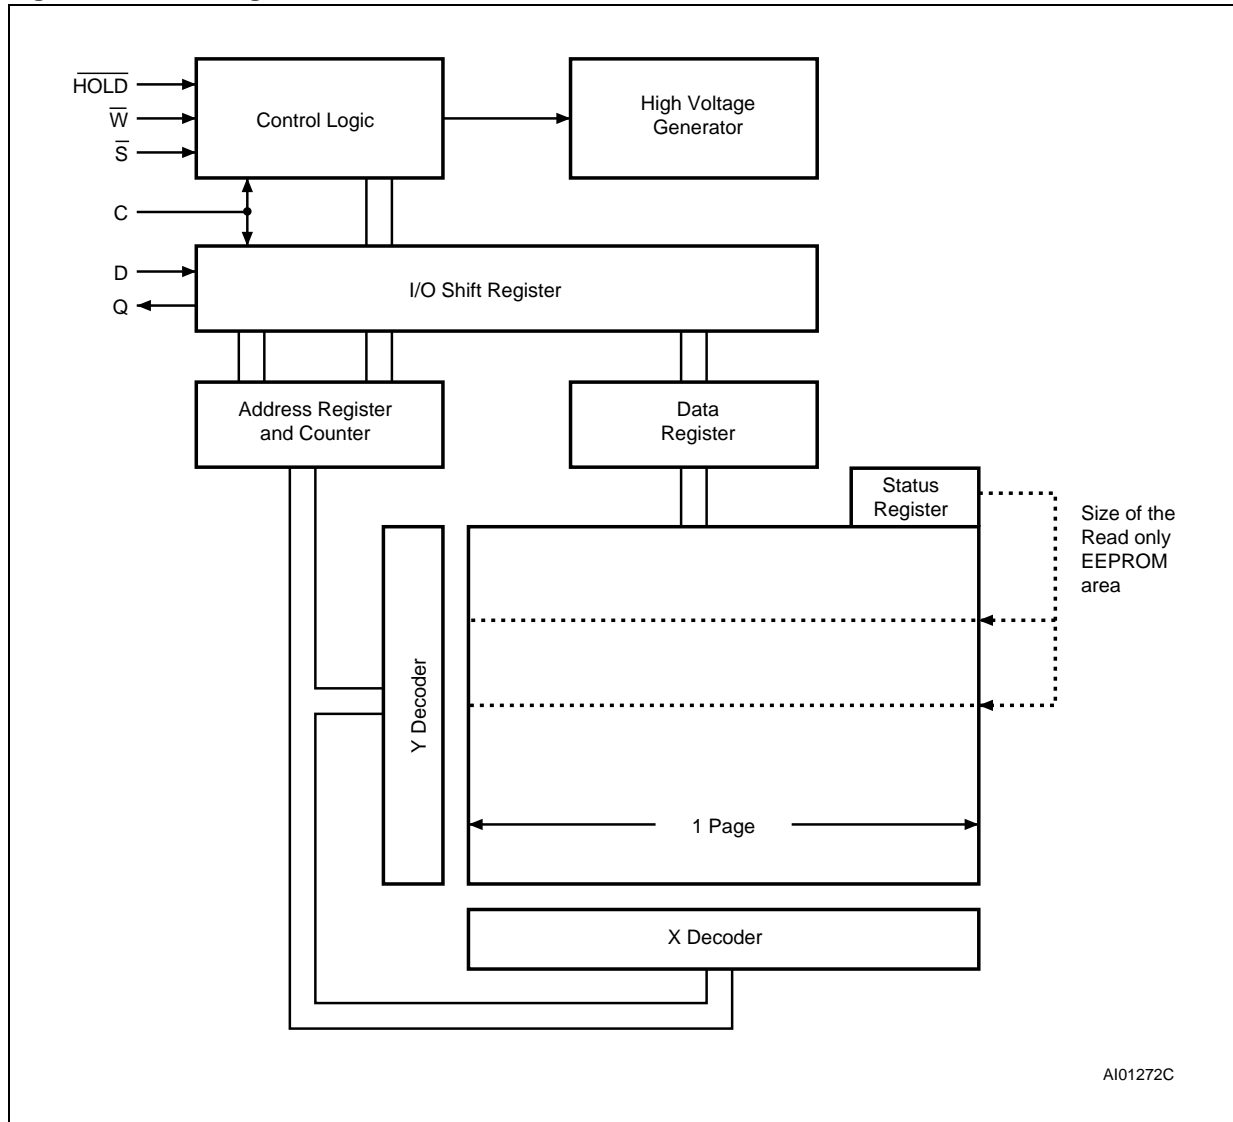 HOLD
W
S
C
D
Q
Control Logic
High Voltage
Generator
I/O Shift Register
Address Register
and Counter
Data
Register
Status
Register
Size of the
Read only
EEPROM
area
Y Decoder
1 Page
X Decoder
AI01272C